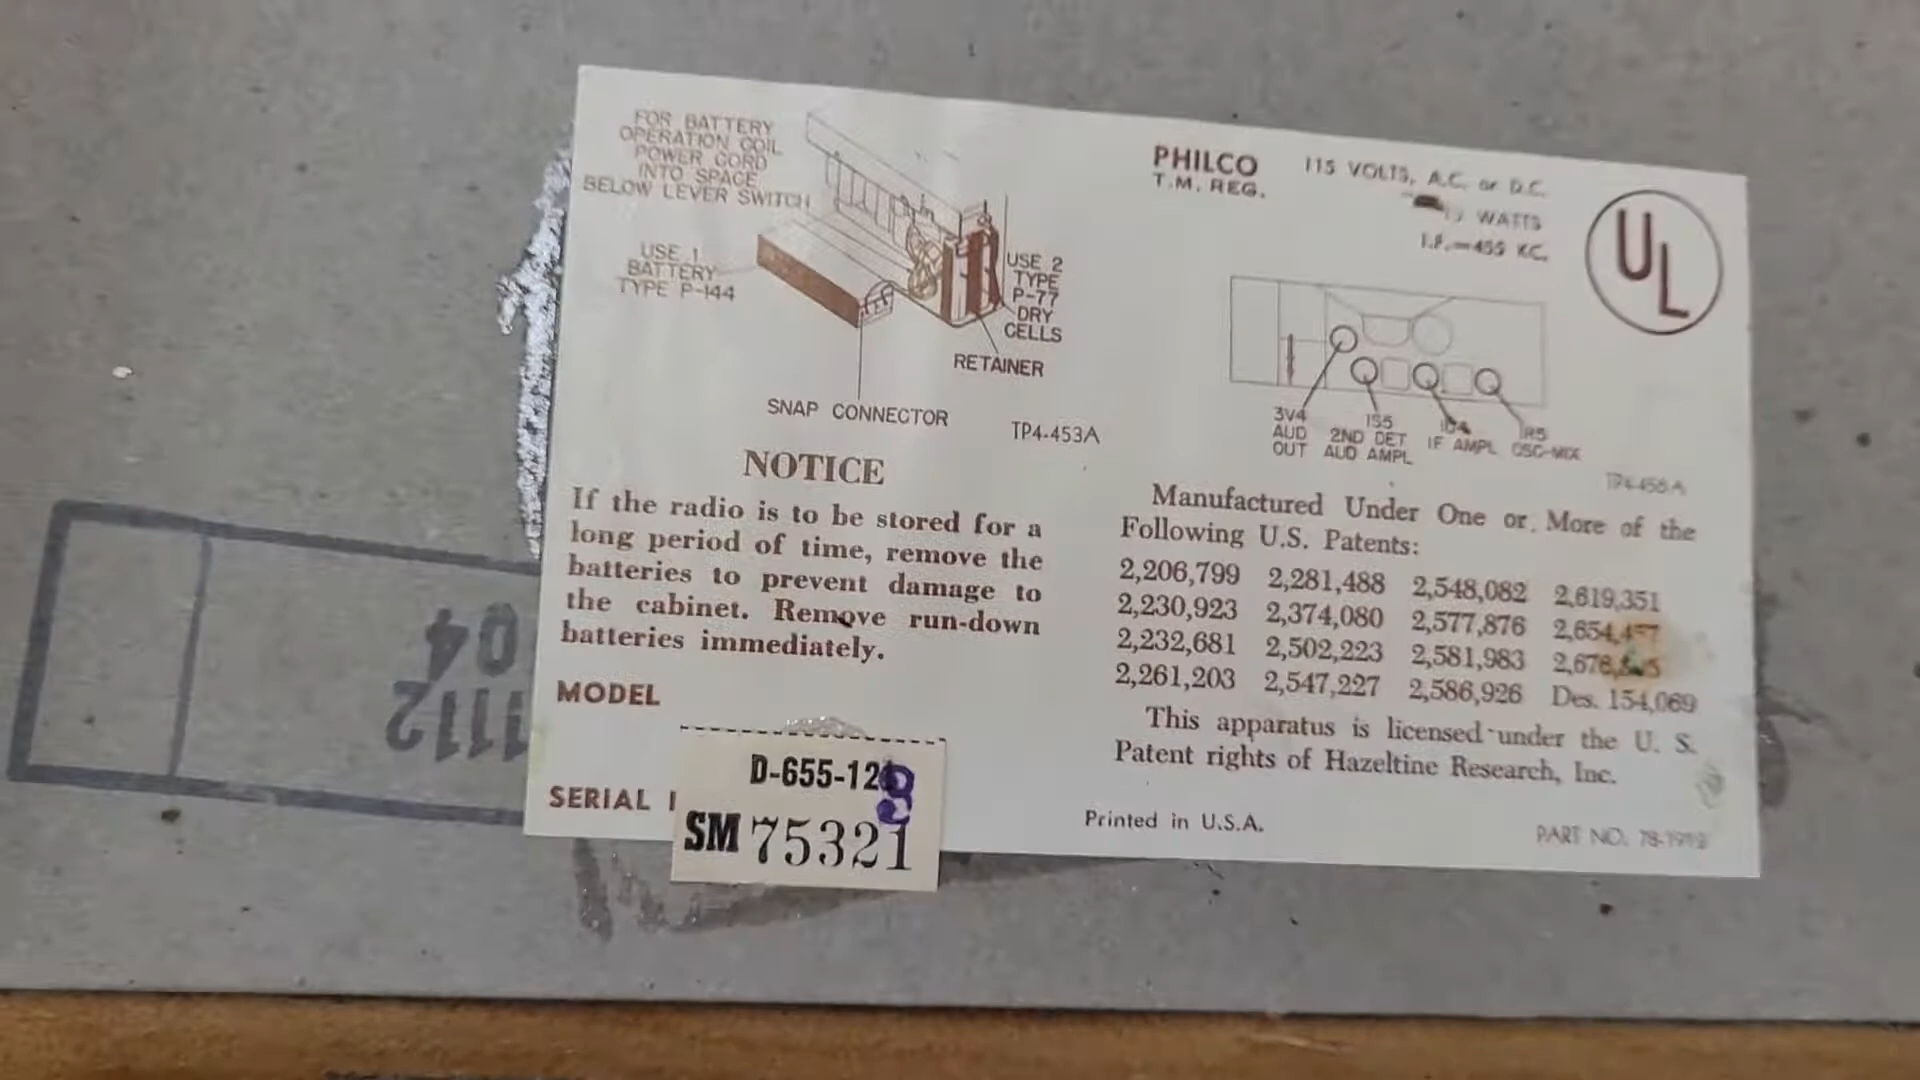 FOR BATTERY
OPERATION COIL
POWER CORD
INTO SPACE
BELOW LEVER SWITCH
USE 1
BATTERY
TYPE P-144
USE 2
TYPE
P-77
DRY
CELLS
RETAINER
SNAP CONNECTOR
TP4-453A
NOTICE
If the radio is to be stored for a
long period of time, remove the
batteries to prevent damage to
the cabinet. Remove run-down
batteries immediately.
MODEL
D-655-12
SERIAL
SM 75321
PHILCO
T.M. REG.
115 VOLTS, A.C. or D.C.
WATTS
I.F.=455 KC.
UL
3V4
AUD
OUT
1S5
2ND DET
AUD AMPL
IF AMPL
1R5
OSC-MIX
Manufactured Under One or More of the
Following U.S. Patents:
2,206,799 2,281,488 2,548,082 2,619,351
2,230,923 2,374,080 2,577,876
2,232,681 2,502,223 2,581,983
2,261,203 2,547,227 2,586,926 Des. 154,069
This apparatus is licensed under the U. S.
Patent rights of Hazeltine Research, Inc.
Printed in U.S.A.
PART NO.
04
1112